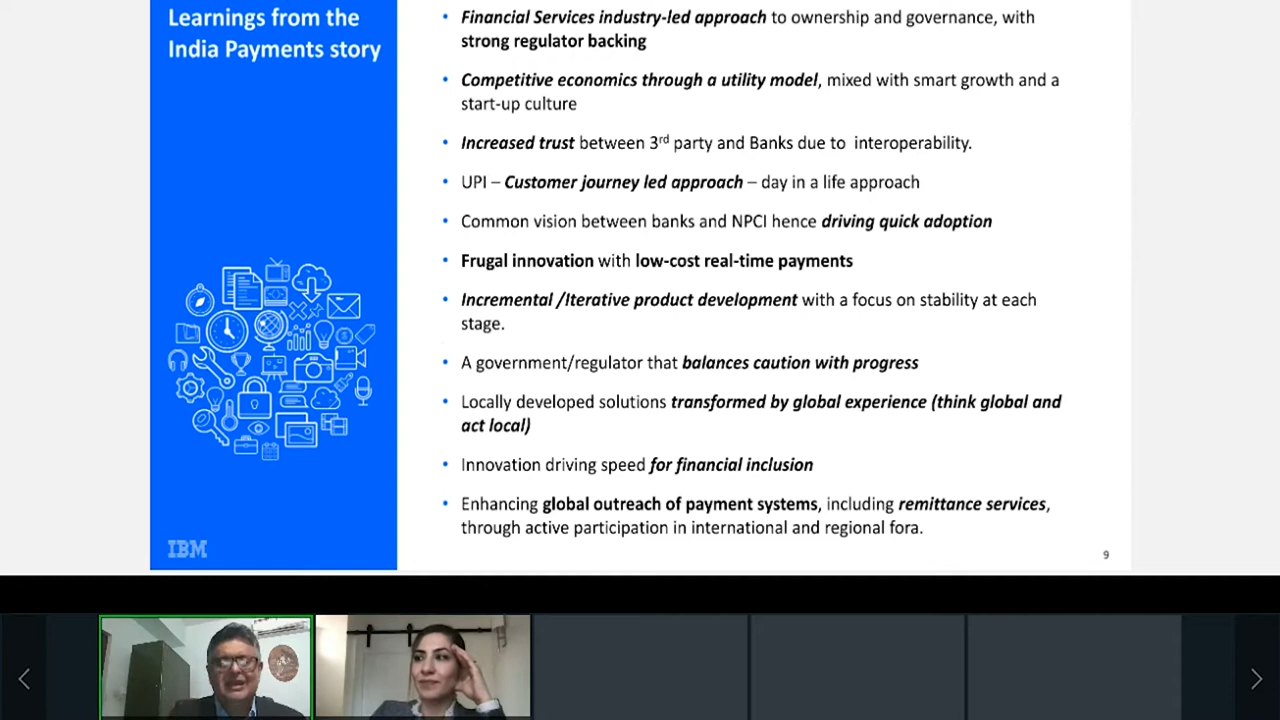 Learnings from the
India Payments story
Financial Services industry-led approach to ownership and governance, with
strong regulator backing
Competitive economics through a utility model, mixed with smart growth and a
start-up culture
Increased trust between 3rd party and Banks due to interoperability.
UPI – Customer journey led approach – day in a life approach
Common vision between banks and NPCI hence driving quick adoption
Frugal innovation with low-cost real-time payments
Incremental /Iterative product development with a focus on stability at each
stage.
A government/regulator that balances caution with progress
Locally developed solutions transformed by global experience (think global and
act local)
Innovation driving speed for financial inclusion
Enhancing global outreach of payment systems, including remittance services,
through active participation in international and regional fora.
IBM
9